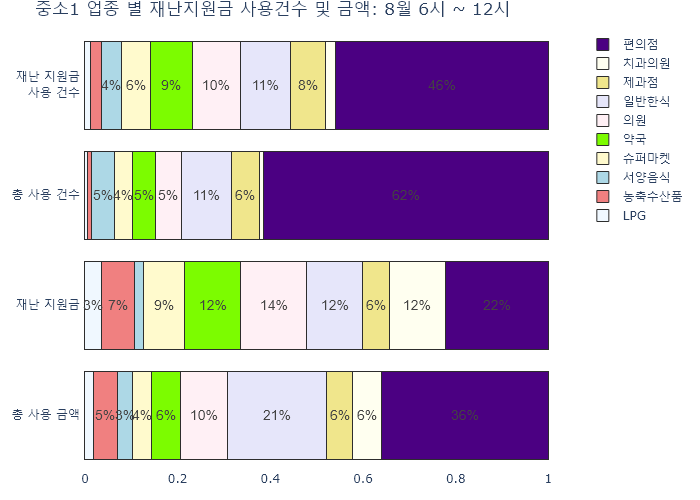 중소1 업종 별 재난지원금 사용건수 및 금액: 8월 6시 ~ 12시
재난 지원금
사용 건수
4%
6%
9%
10%
11%
8%
46%
총 사용 건수
5%
4%
5%
5%
11%
6%
62%
재난 지원금
3%
7%
9%
12%
14%
12%
6%
12%
22%
총 사용 금액
5%
3%
4%
6%
10%
21%
6%
6%
36%
0
0.2
0.4
0.6
0.8
1
편의점
치과의원
제과점
일반한식
의원
약국
슈퍼마켓
서양음식
농축수산품
LPG